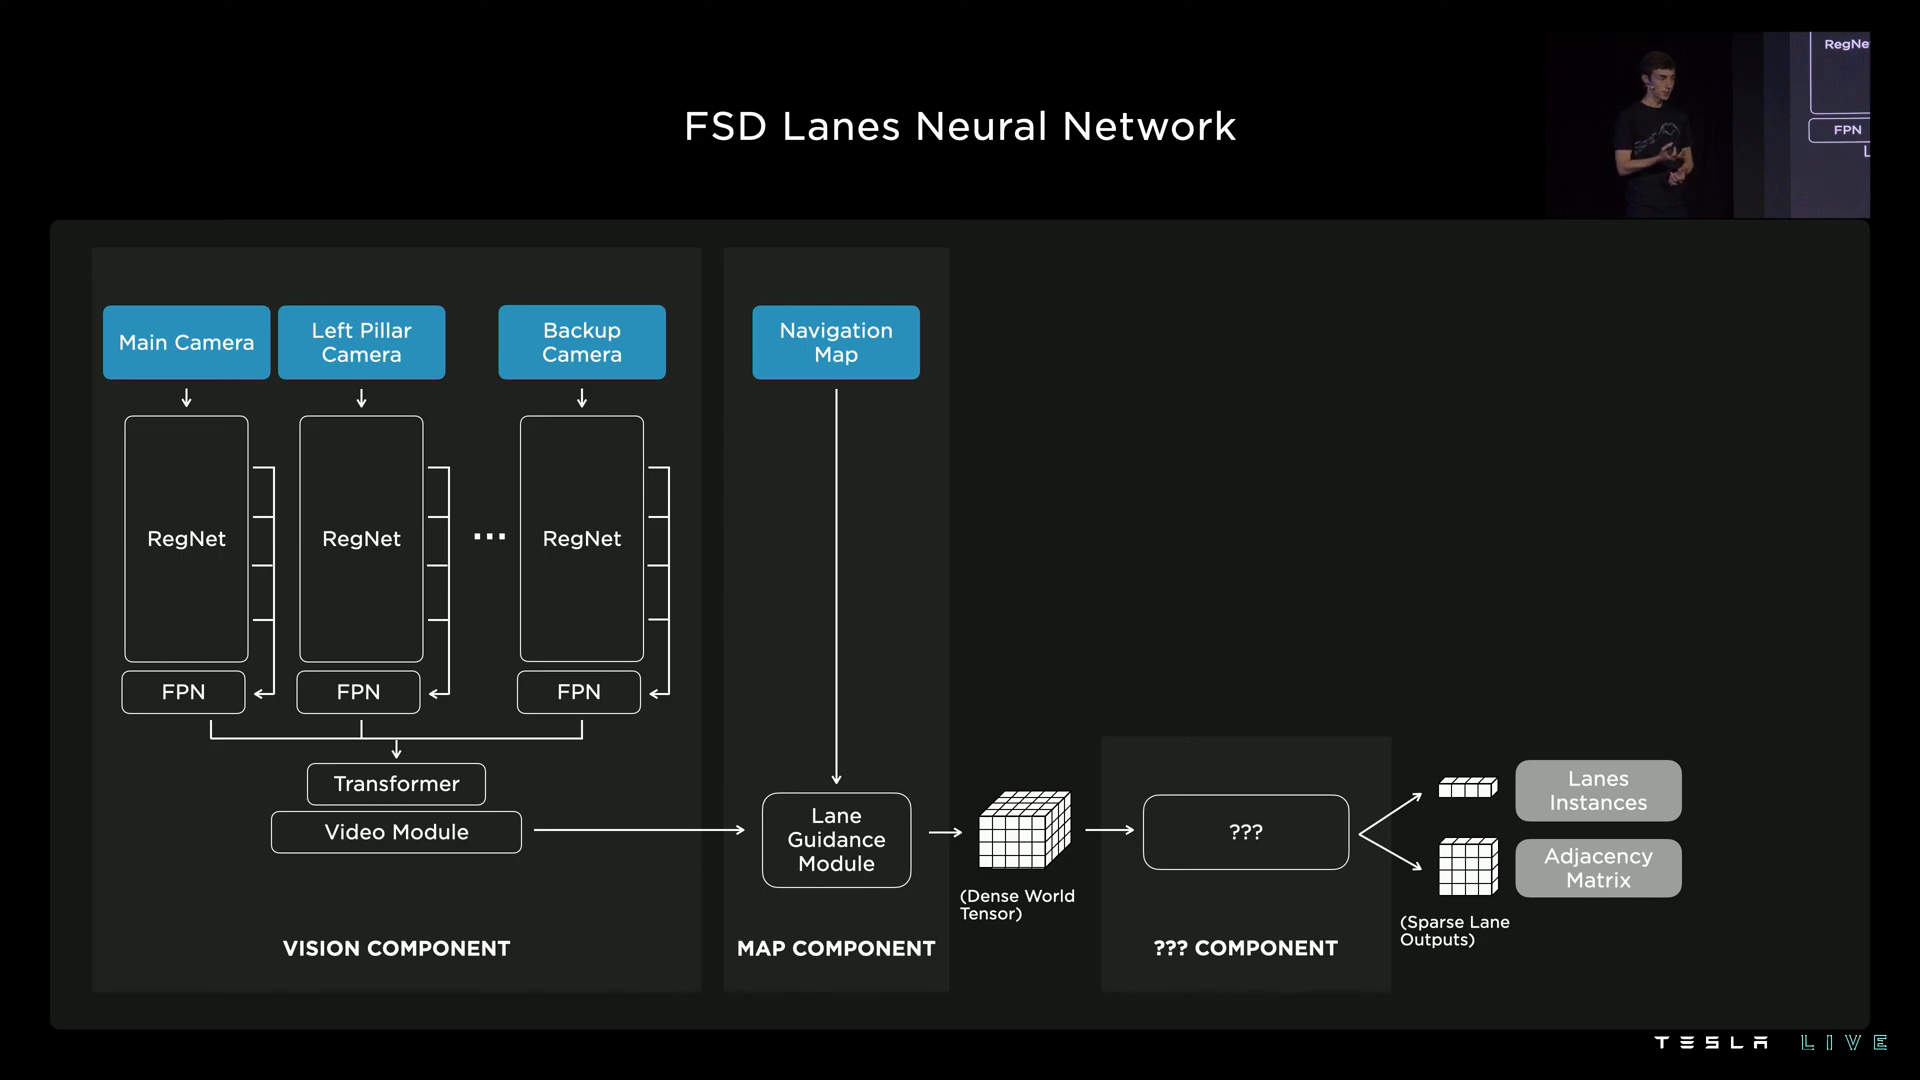 RegNe
FPN
L
FSD Lanes Neural Network
Main Camera
Left Pillar
Camera
Backup
Camera
Navigation
Map
RegNet
RegNet
...
RegNet
FPN
FPN
FPN
Transformer
Video Module
Lane
Guidance
Module
(Dense World
Tensor)
???
Lanes
Instances
Adjacency
Matrix
(Sparse Lane
Outputs)
VISION COMPONENT
MAP COMPONENT
??? COMPONENT
TESLA LIVE